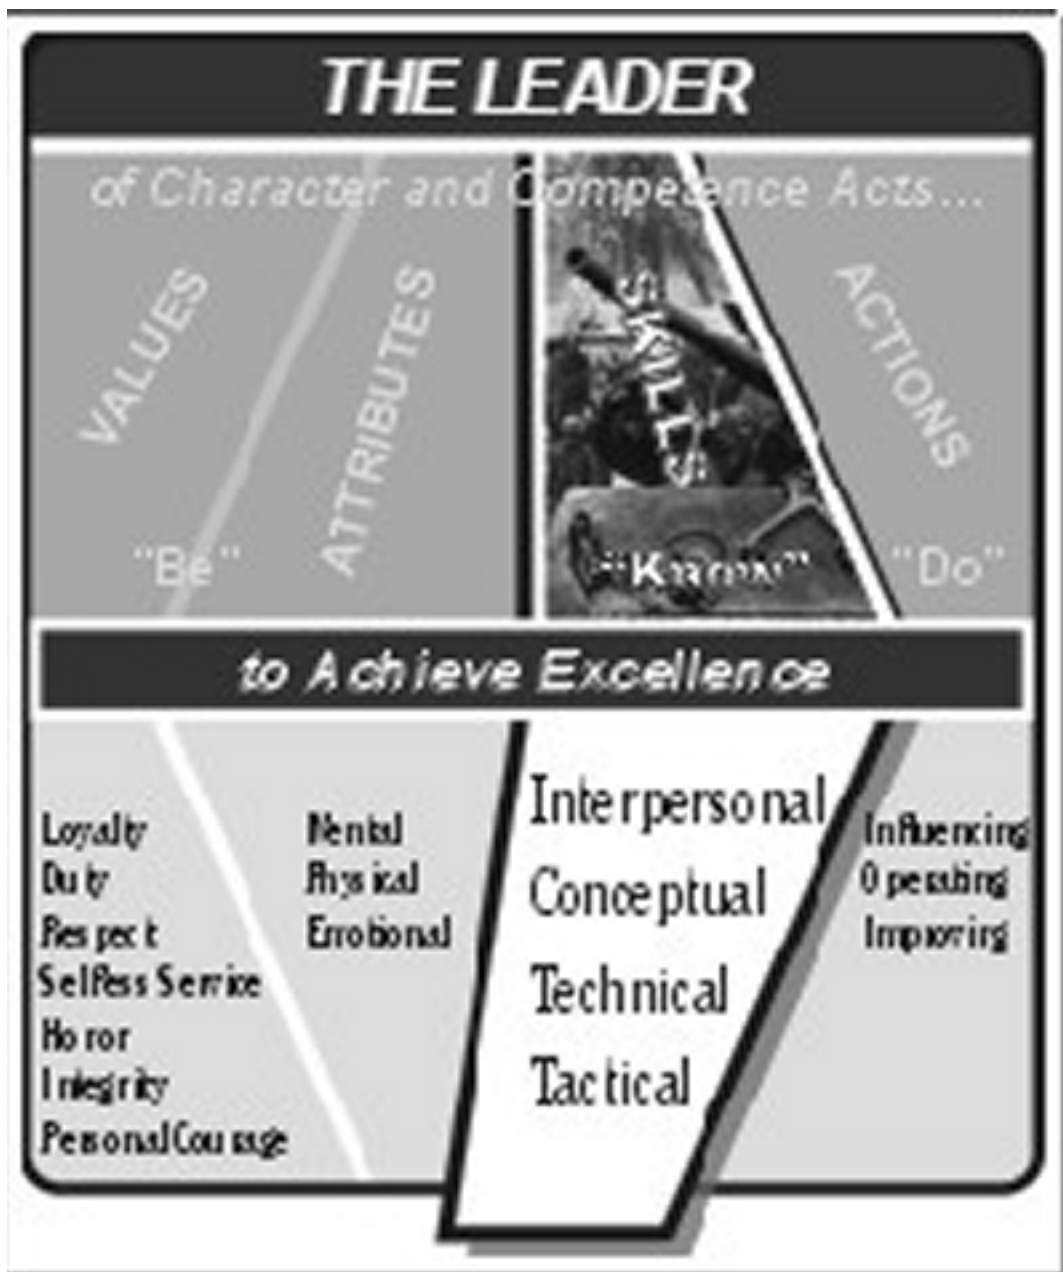 THE LEADER
of Character and Competence Acts...
VALUES
ATTRIBUTES
SKILLS
ACTIONS
"Be"
"Know"
"Do"
to Achieve Excellence
Loyalty
Duty
Respect
Selfless Service
Honor
Integrity
Personal Courage
Mental
Physical
Emotional
Interpersonal
Conceptual
Technical
Tactical
Influencing
Operating
Improving